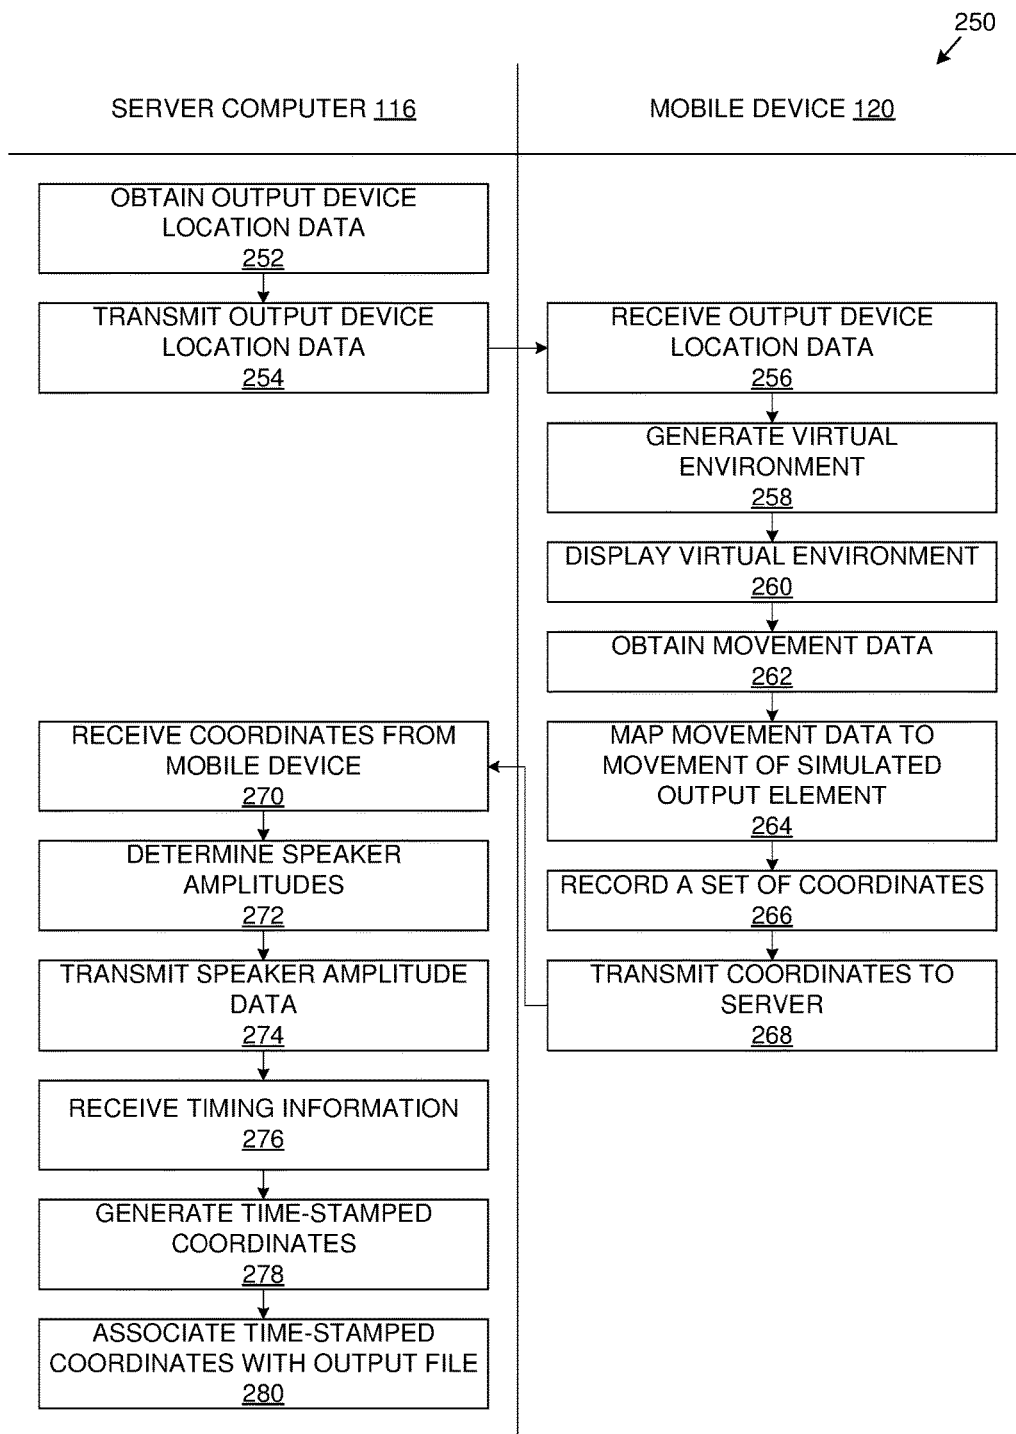 250
SERVER COMPUTER 116
MOBILE DEVICE 120
OBTAIN OUTPUT DEVICE
LOCATION DATA
252
TRANSMIT OUTPUT DEVICE
LOCATION DATA
254
RECEIVE OUTPUT DEVICE
LOCATION DATA
256
GENERATE VIRTUAL
ENVIRONMENT
258
DISPLAY VIRTUAL ENVIRONMENT
260
OBTAIN MOVEMENT DATA
262
MAP MOVEMENT DATA TO
MOVEMENT OF SIMULATED
OUTPUT ELEMENT
264
RECORD A SET OF COORDINATES
266
TRANSMIT COORDINATES TO
SERVER
268
RECEIVE COORDINATES FROM
MOBILE DEVICE
270
DETERMINE SPEAKER
AMPLITUDES
272
TRANSMIT SPEAKER AMPLITUDE
DATA
274
RECEIVE TIMING INFORMATION
276
GENERATE TIME-STAMPED
COORDINATES
278
ASSOCIATE TIME-STAMPED
COORDINATES WITH OUTPUT FILE
280